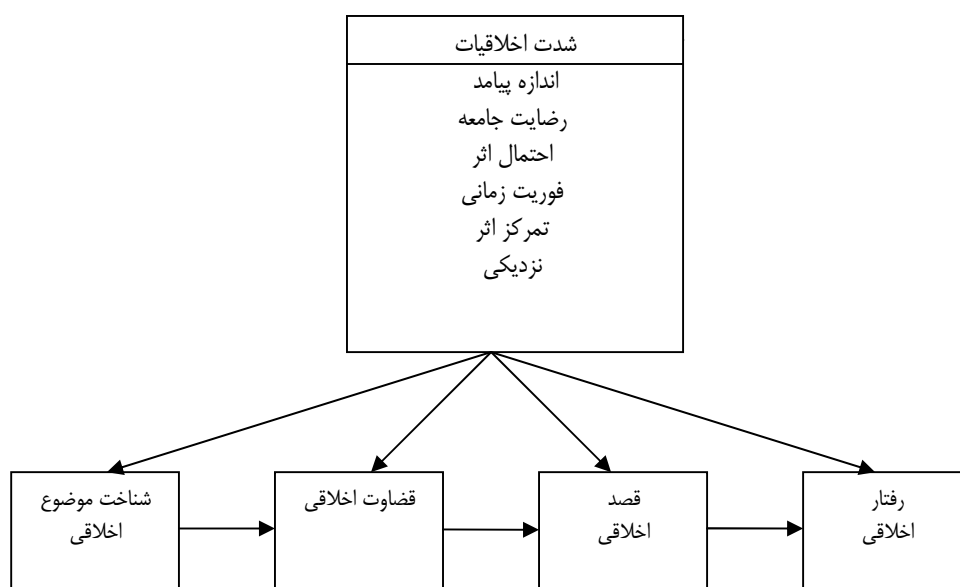 شدت اخلاقیات
اندازه پیامد
رضایت جامعه
احتمال اثر
فوریت زمانی
تمرکز اثر
نزدیکی
شناخت موضوع
اخلاقی
قضاوت اخلاقی
قصد
اخلاقی
رفتار
اخلاقی